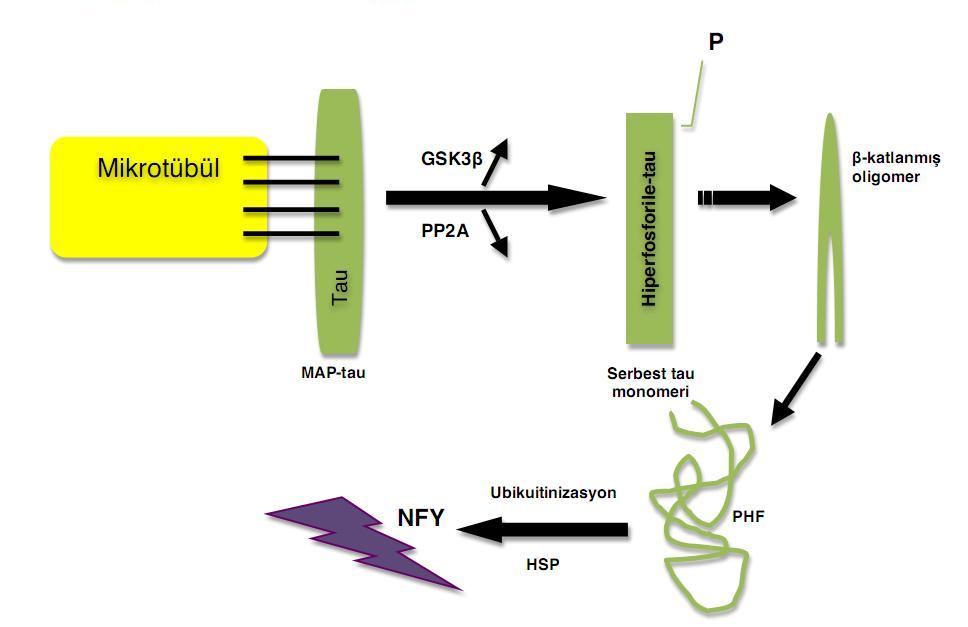 P
Mikrotübül
GSK3β
PP2A
Tau
MAP-tau
Hiperfosforile-tau
Serbest tau
monomeri
β-katlanmış
oligomer
PHF
Ubikuitinizasyon
HSP
NFY